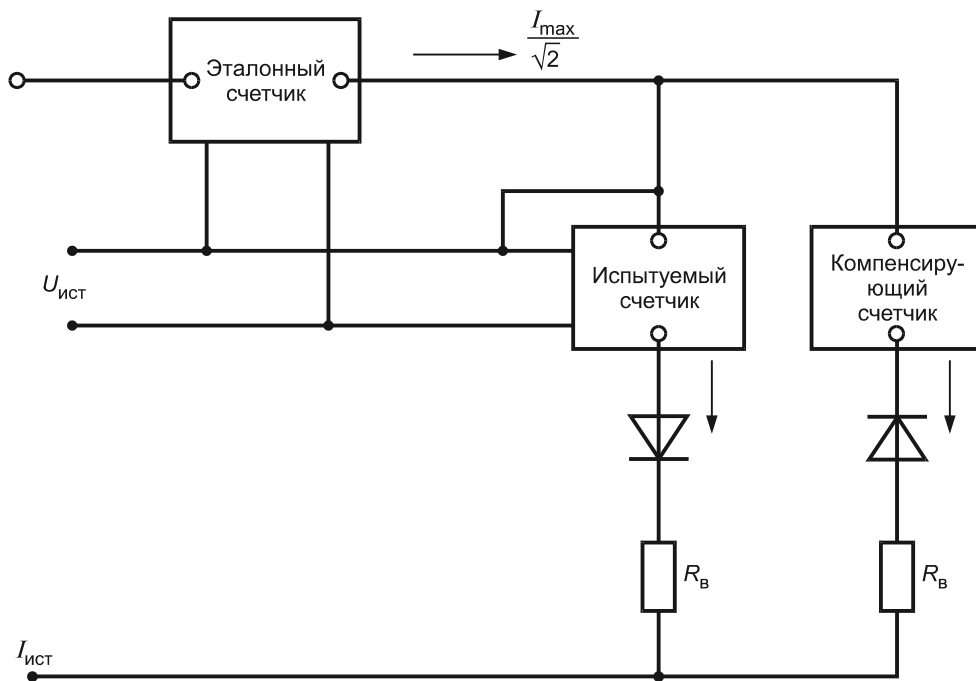 Эталонный
счетчик
I_max
√2
U_ист
Испытуемый
счетчик
Компенсиру-
ющий
счетчик
R_в
R_в
I_ист